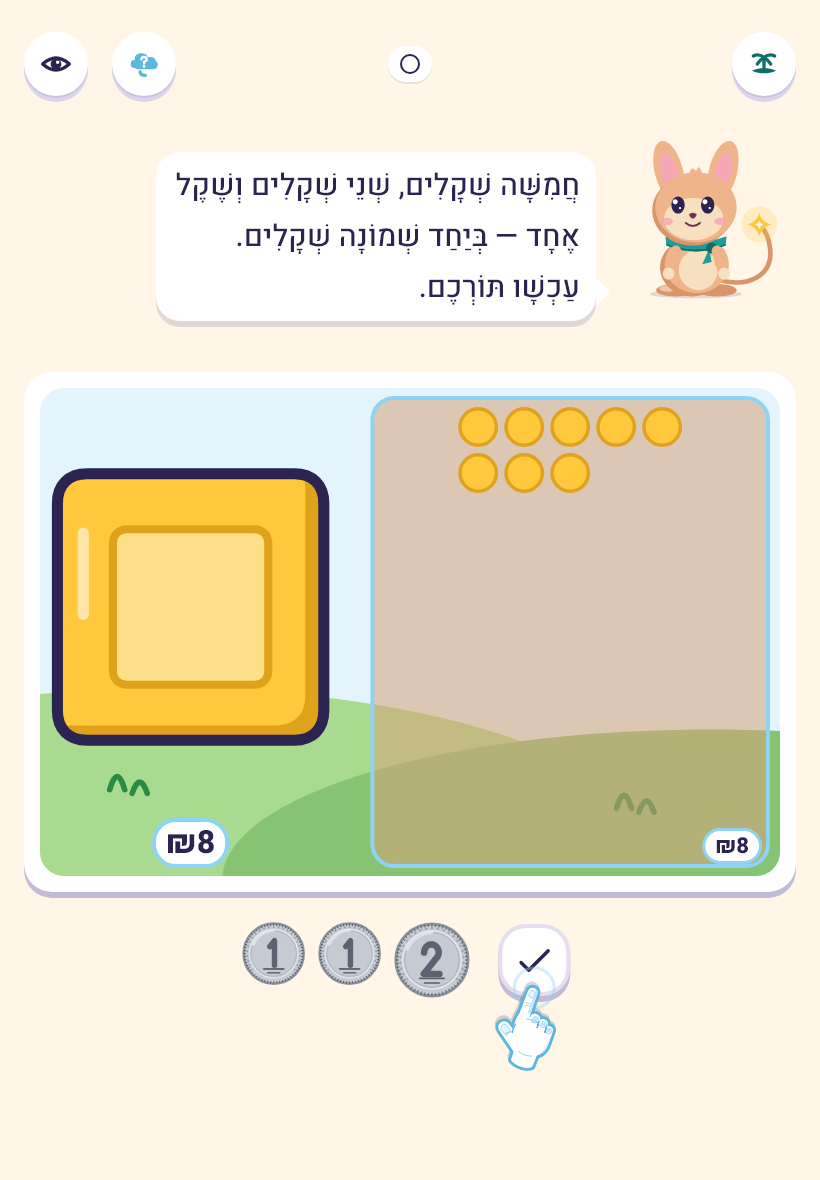 חֲמִשָּׁה שְׁקָלִים, שְׁנֵי שְׁקָלִים וְשֶׁקֶל
אֶחָד – בְּיַחַד שְׁמוֹנָה שְׁקָלִים.
עַכְשָׁו תּוֹרְכֶם.
₪8
₪8
1 1 2